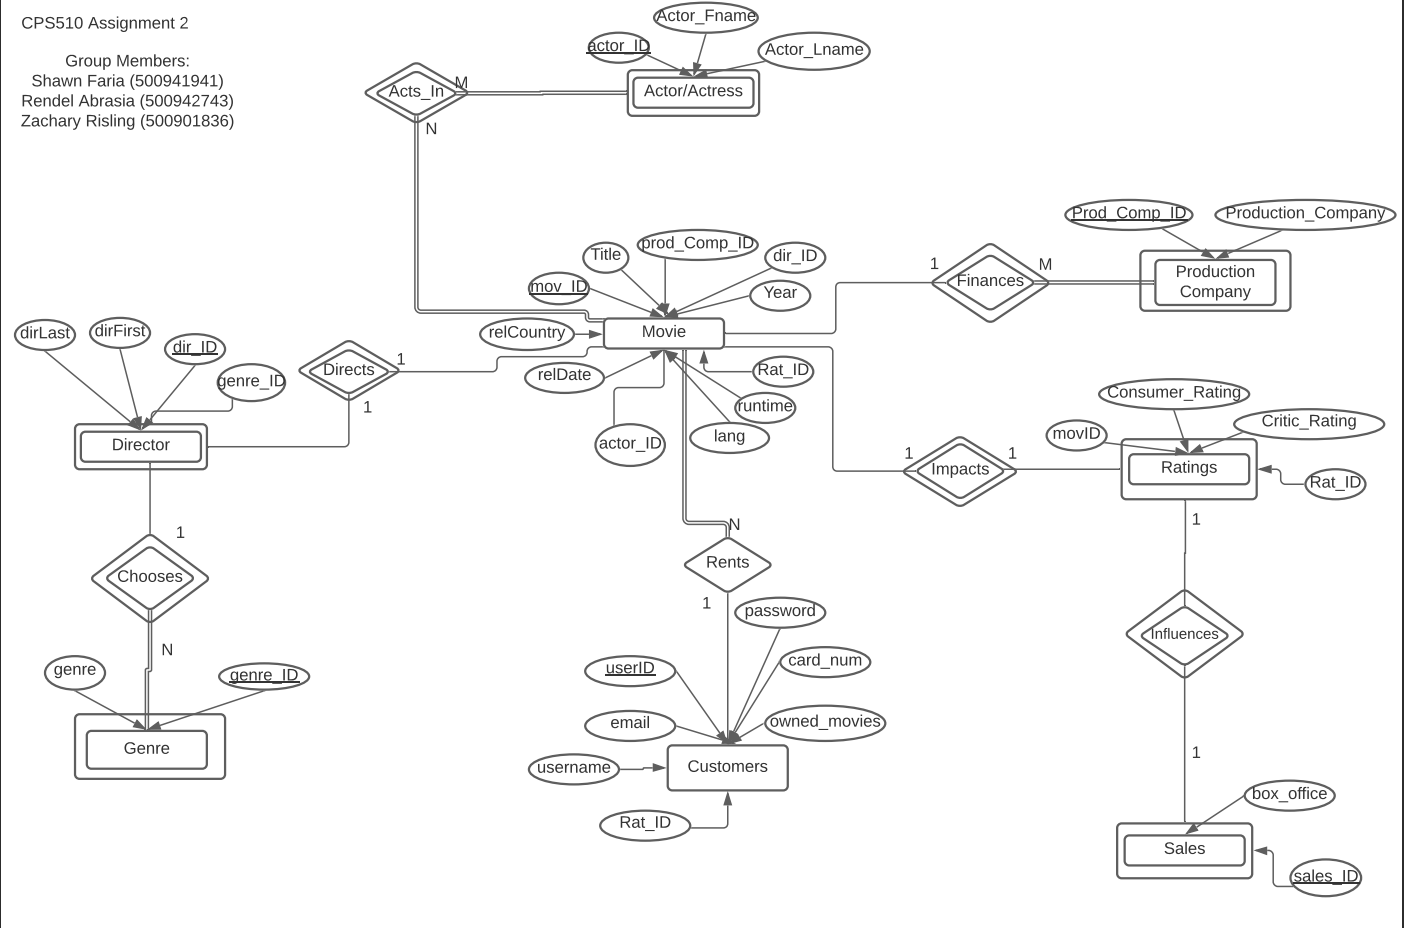 CPS510 Assignment 2
Group Members:
Shawn Faria (500941941)
Rendel Abrasia (500942743)
Zachary Risling (500901836)
Actor_Fname
actor_ID
Actor_Lname
Acts_In
M
Actor/Actress
N
Prod_Comp_ID
Production_Company
Title
prod_Comp_ID
dir_ID
mov_ID
Year
1
Finances
M
Production
Company
dirLast
dirFirst
dir_ID
genre_ID
relCountry
Movie
Directs
1
1
relDate
Rat_ID
runtime
actor_ID
lang
Director
Consumer_Rating
movID
Critic_Rating
1
Impacts
1
Ratings
Rat_ID
1
Chooses
N
N
Rents
1
1
Influences
1
genre
genre_ID
Genre
password
userID
card_num
email
owned_movies
username
Customers
Rat_ID
box_office
Sales
sales_ID